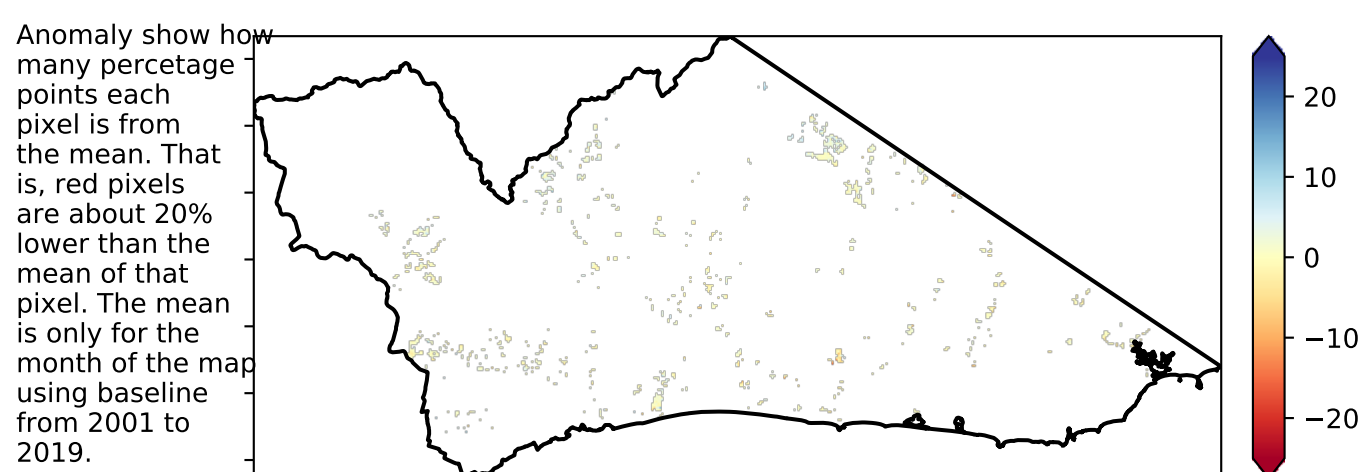 Anomaly show how
many percetage
points each
pixel is from
the mean. That
is, red pixels
are about 20%
lower than the
mean of that
pixel. The mean
is only for the
month of the map
using baseline
from 2001 to
2019.
20
10
0
−10
−20